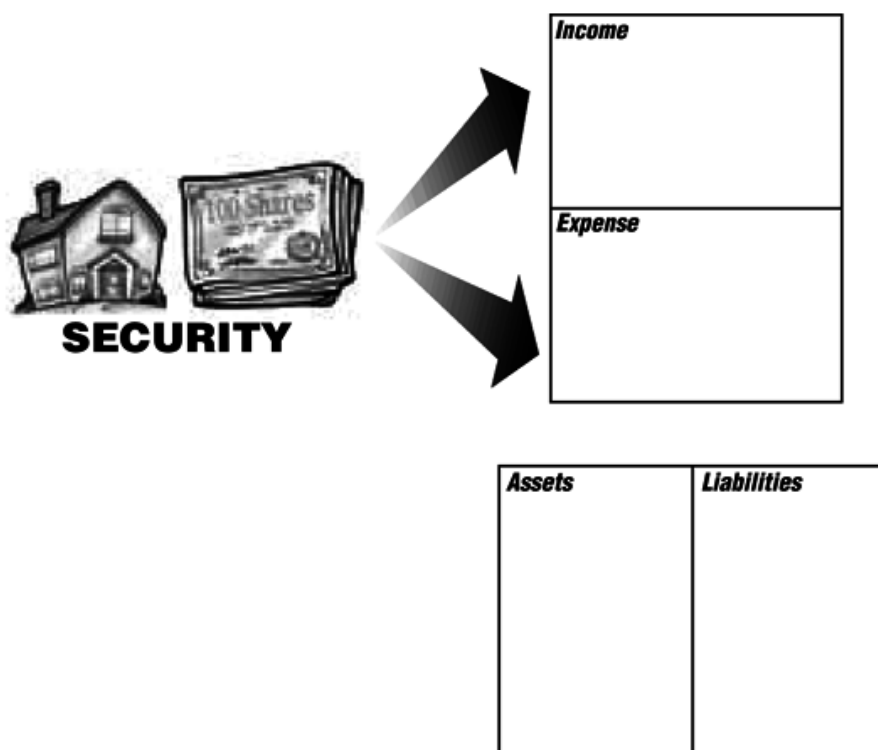 Income
100 Shares
Expense
SECURITY
Assets
Liabilities